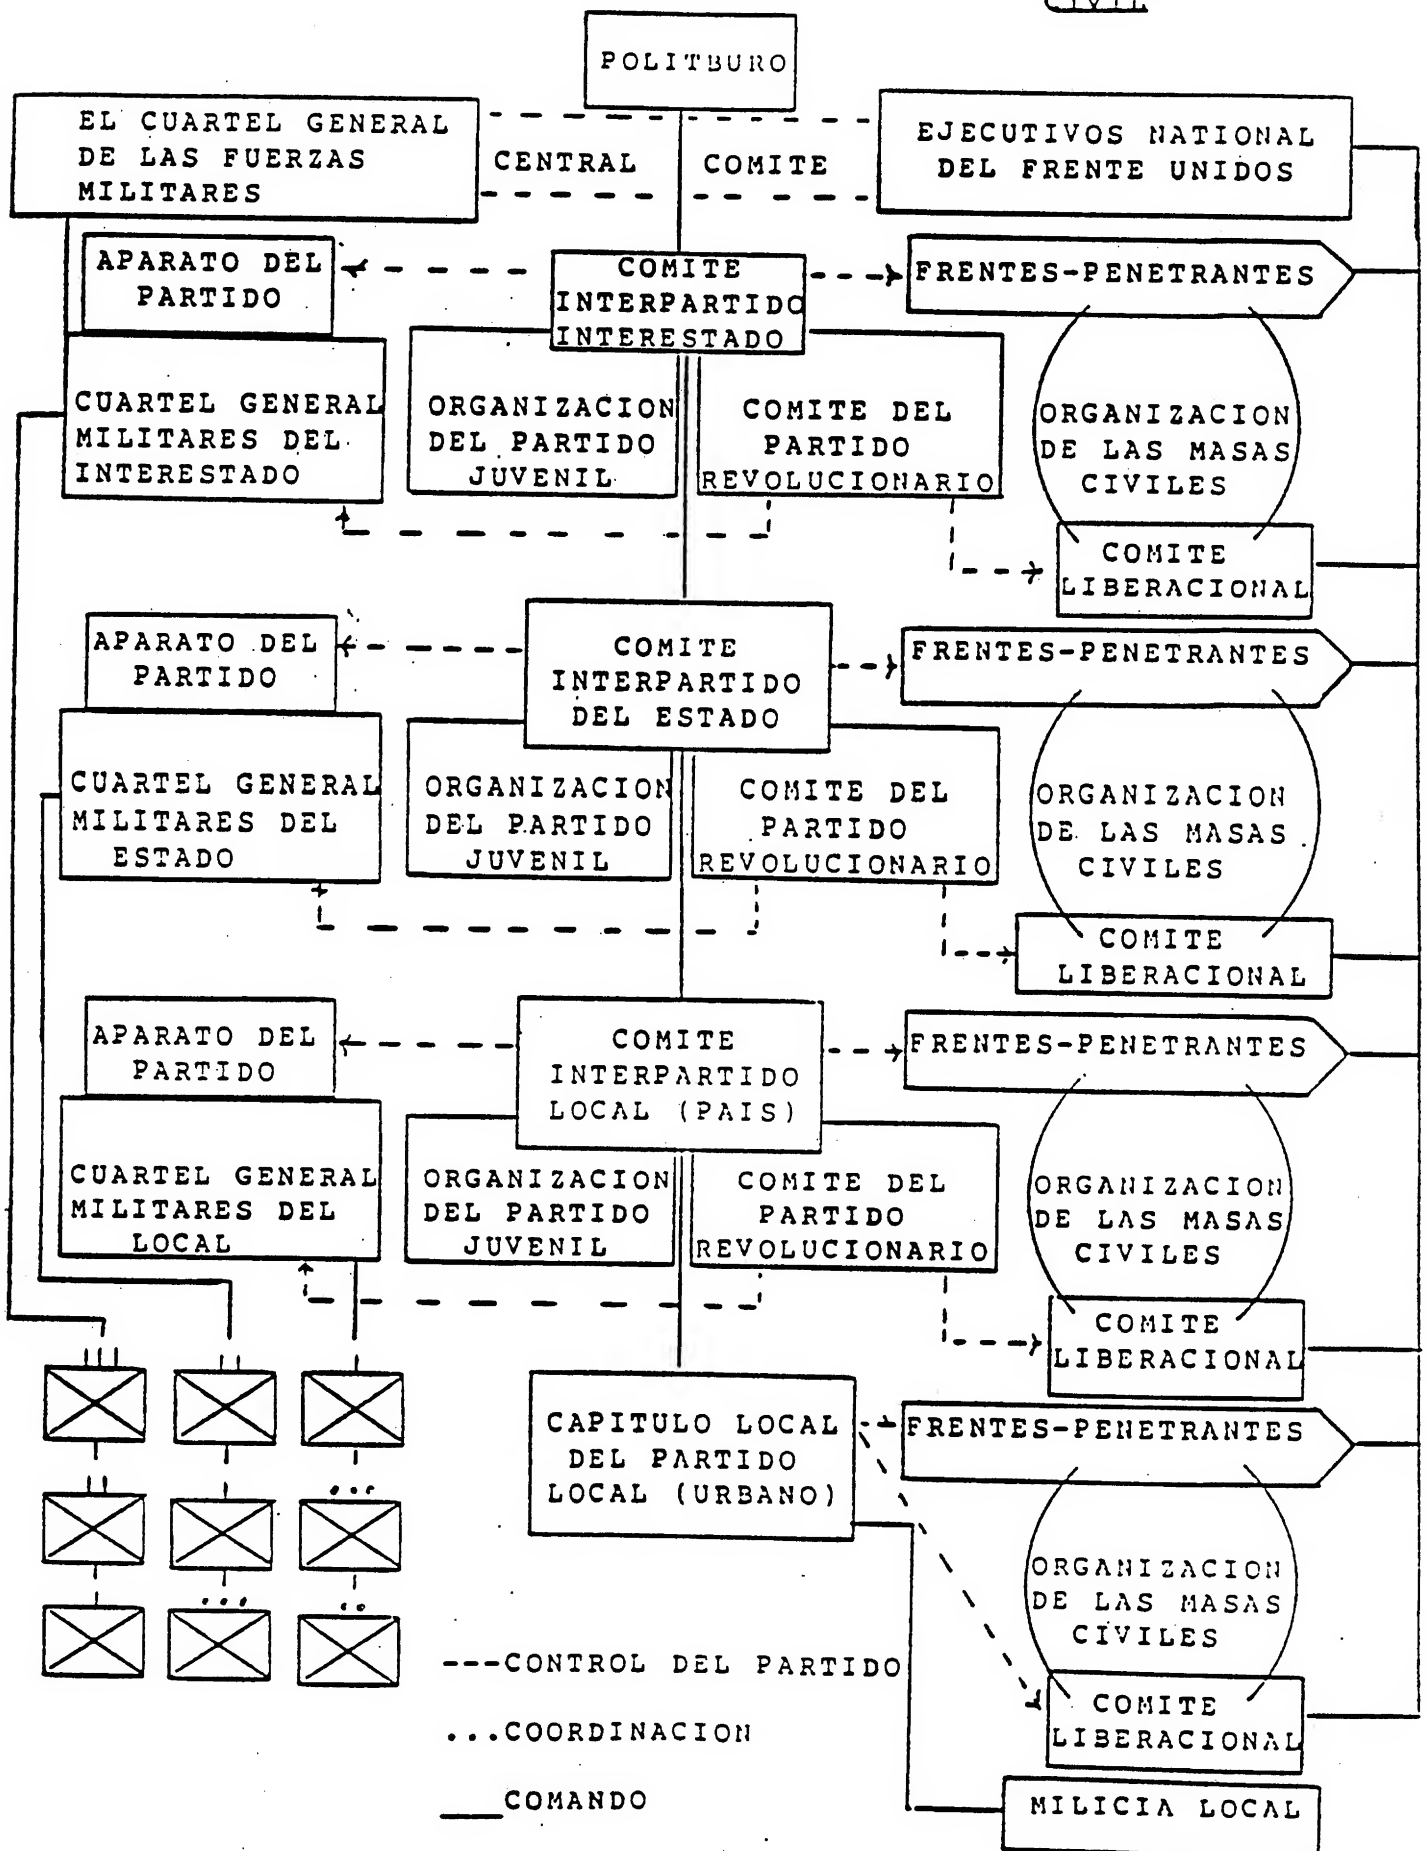 CIVIL
POLITBURO
EL CUARTEL GENERAL
DE LAS FUERZAS
MILITARES
CENTRAL COMITE
EJECUTIVOS NATIONAL
DEL FRENTE UNIDOS
APARATO DEL
PARTIDO
COMITE
INTERPARTIDO
INTERESTADO
FRENTES-PENETRANTES
CUARTEL GENERAL
MILITARES DEL
INTERESTADO
ORGANIZACION
DEL PARTIDO
JUVENIL
COMITE DEL
PARTIDO
REVOLUCIONARIO
ORGANIZACION
DE LAS MASAS
CIVILES
COMITE
LIBERACIONAL
APARATO DEL
PARTIDO
COMITE
INTERPARTIDO
DEL ESTADO
FRENTES-PENETRANTES
CUARTEL GENERAL
MILITARES DEL
ESTADO
ORGANIZACION
DEL PARTIDO
JUVENIL
COMITE DEL
PARTIDO
REVOLUCIONARIO
ORGANIZACION
DE LAS MASAS
CIVILES
COMITE
LIBERACIONAL
APARATO DEL
PARTIDO
COMITE
INTERPARTIDO
LOCAL (PAIS)
FRENTES-PENETRANTES
CUARTEL GENERAL
MILITARES DEL
LOCAL
ORGANIZACION
DEL PARTIDO
JUVENIL
COMITE DEL
PARTIDO
REVOLUCIONARIO
ORGANIZACION
DE LAS MASAS
CIVILES
COMITE
LIBERACIONAL
CAPITULO LOCAL
DEL PARTIDO
LOCAL (URBANO)
FRENTES-PENETRANTES
ORGANIZACION
DE LAS MASAS
CIVILES
COMITE
LIBERACIONAL
MILICIA LOCAL
---CONTROL DEL PARTIDO
...COORDINACION
___COMANDO